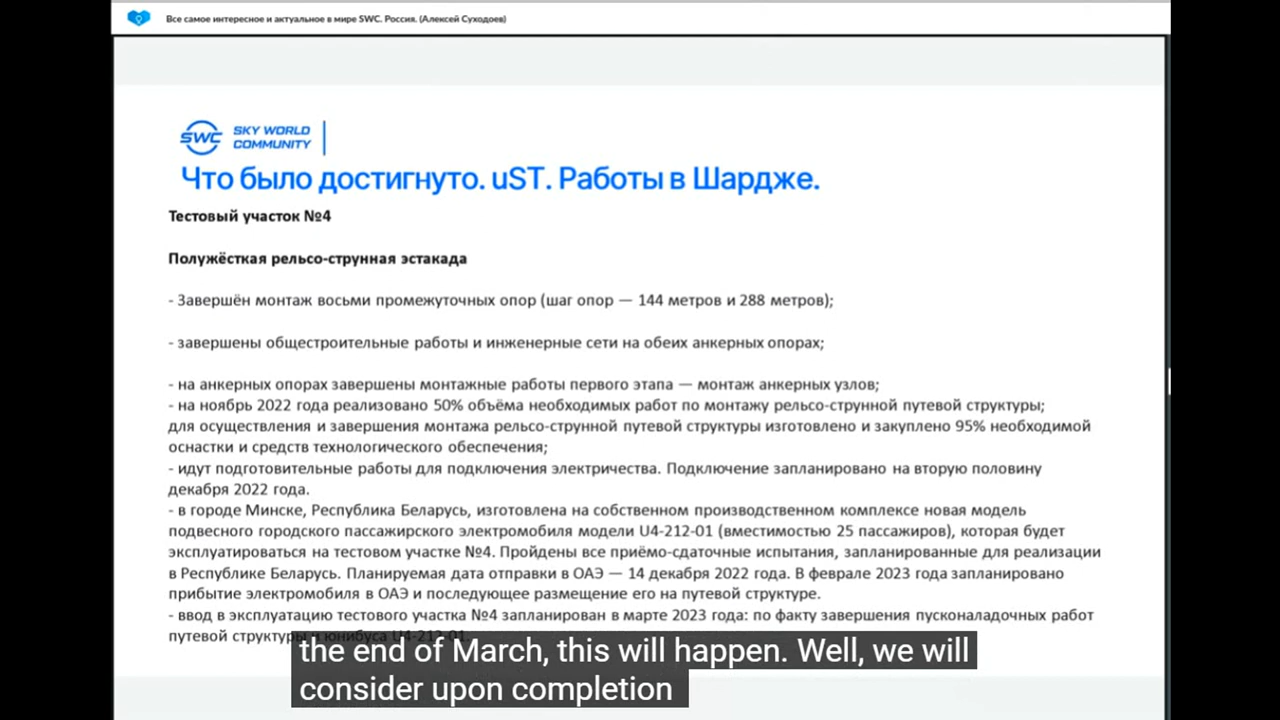 Все самое интересное и актуальное в мире SWC. Россия. (Алексей Суходоев)
SWC SKY WORLD
COMMUNITY
Что было достигнуто. uST. Работы в Шардже.
Тестовый участок №4
Полужёсткая рельсо-струнная эстакада
- Завершён монтаж восьми промежуточных опор (шаг опор — 144 метров и 288 метров);
- завершены общестроительные работы и инженерные сети на обеих анкерных опорах;
- на анкерных опорах завершены монтажные работы первого этапа — монтаж анкерных узлов;
- на ноябрь 2022 года реализовано 50% объёма необходимых работ по монтажу рельсо-струнной путевой структуры;
для осуществления и завершения монтажа рельсо-струнной путевой структуры изготовлено и закуплено 95% необходимой
оснастки и средств технологического обеспечения;
- идут подготовительные работы для подключения электричества. Подключение запланировано на вторую половину
декабря 2022 года.
- в городе Минске, Республика Беларусь, изготовлена на собственном производственном комплексе новая модель
подвесного городского пассажирского электромобиля модели U4-212-01 (вместимостью 25 пассажиров), которая будет
эксплуатироваться на тестовом участке №4. Пройдены все приёмо-сдаточные испытания, запланированные для реализации
в Республике Беларусь. Планируемая дата отправки в ОАЭ — 14 декабря 2022 года. В феврале 2023 года запланировано
прибытие электромобиля в ОАЭ и последующее размещение его на путевой структуре.
- ввод в эксплуатацию тестового участка №4 запланирован в марте 2023 года: по факту завершения пусконаладочных работ
путевой структуры и юнибуса U4-212-01.
the end of March, this will happen. Well, we will
consider upon completion